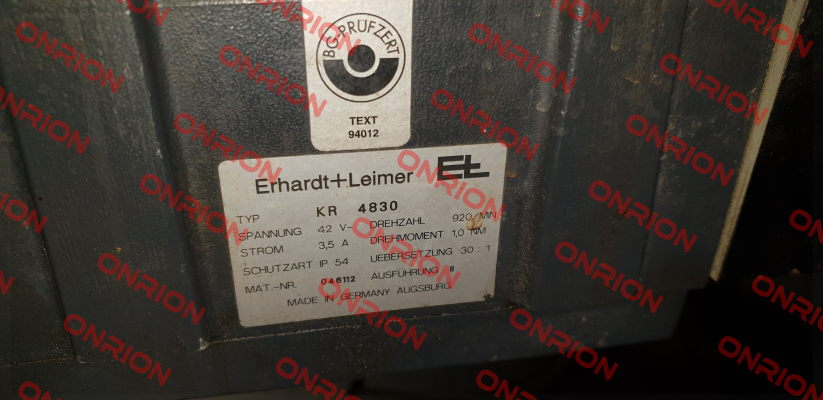 BG-PRÜFZERT
TEXT
94012
Erhardt+Leimer E+L
TYP KR 4830
SPANNUNG 42 V- DREHZAHL 920/MIN
STROM 3,5 A DREHMOMENT 1,0 NM
SCHUTZART IP 54 UEBERSETZUNG 30 : 1
MAT.-NR. 046112 AUSFÜHRUNG II
MADE IN GERMANY AUGSBURG
ONRION